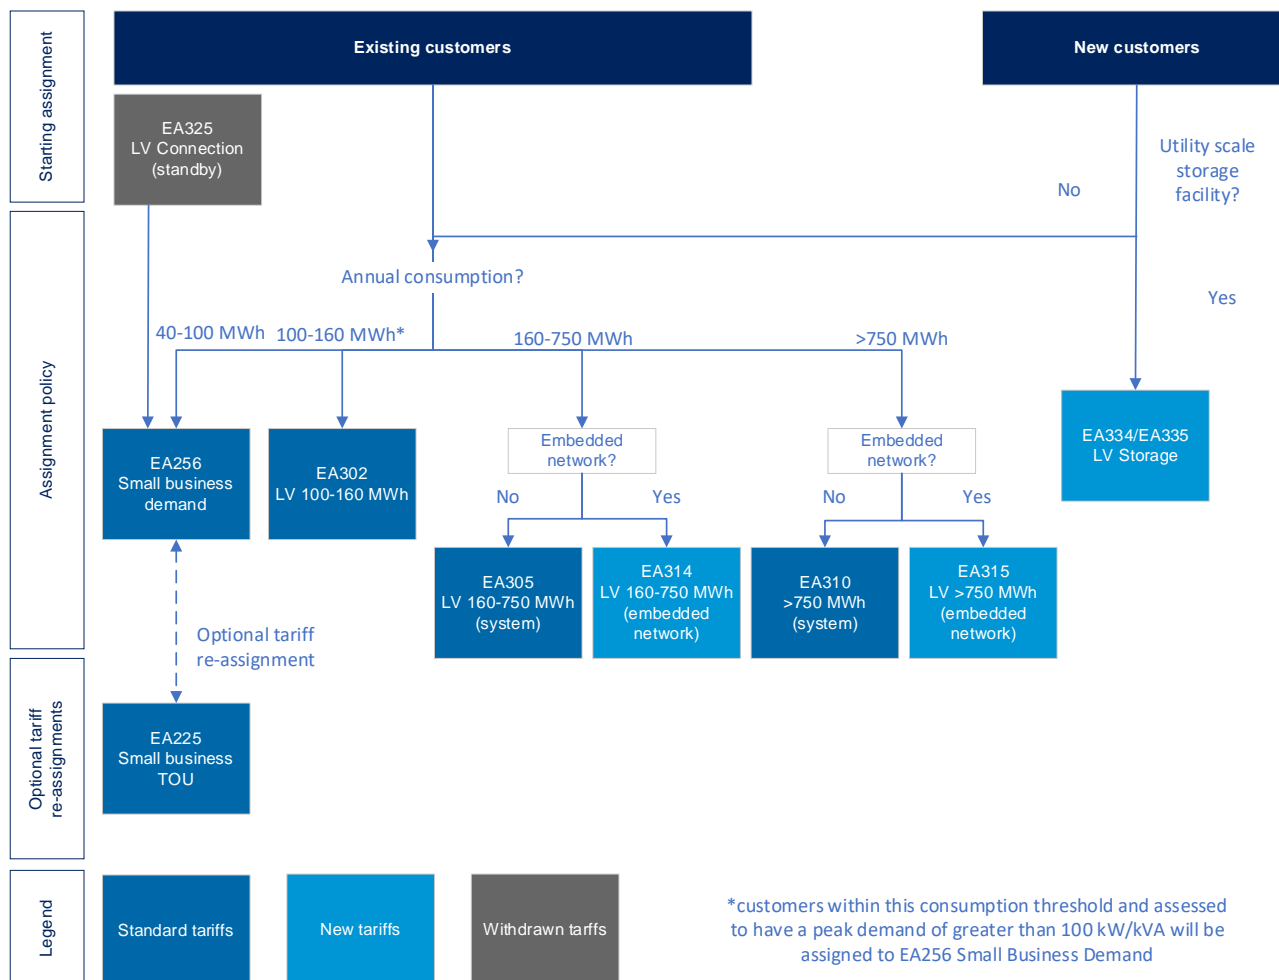 Starting assignment
Existing customers
New customers
EA325
LV Connection
(standby)
Utility scale
storage
facility?
No
Yes
Assignment policy
Annual consumption?
40-100 MWh
100-160 MWh*
160-750 MWh
>750 MWh
EA256
Small business
demand
EA302
LV 100-160 MWh
Embedded
network?
No
Yes
Embedded
network?
No
Yes
EA334/EA335
LV Storage
EA305
LV 160-750 MWh
(system)
EA314
LV 160-750 MWh
(embedded
network)
EA310
>750 MWh
(system)
EA315
LV >750 MWh
(embedded
network)
Optional tariff
re-assignment
Optional tariff
re-assignments
EA225
Small business
TOU
Legend
Standard tariffs
New tariffs
Withdrawn tarffs
*customers within this consumption threshold and assessed
to have a peak demand of greater than 100 kW/kVA will be
assigned to EA256 Small Business Demand